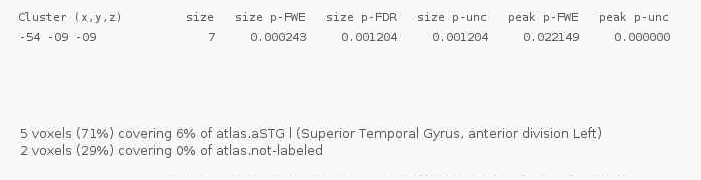 Cluster (x,y,z) size size p-FWE size p-FDR size p-unc peak p-FWE peak p-unc
-54 -09 -09 7 0.000243 0.001204 0.001204 0.022149 0.000000
5 voxels (71%) covering 6% of atlas.aSTG l (Superior Temporal Gyrus, anterior division Left)
2 voxels (29%) covering 0% of atlas.not-labeled